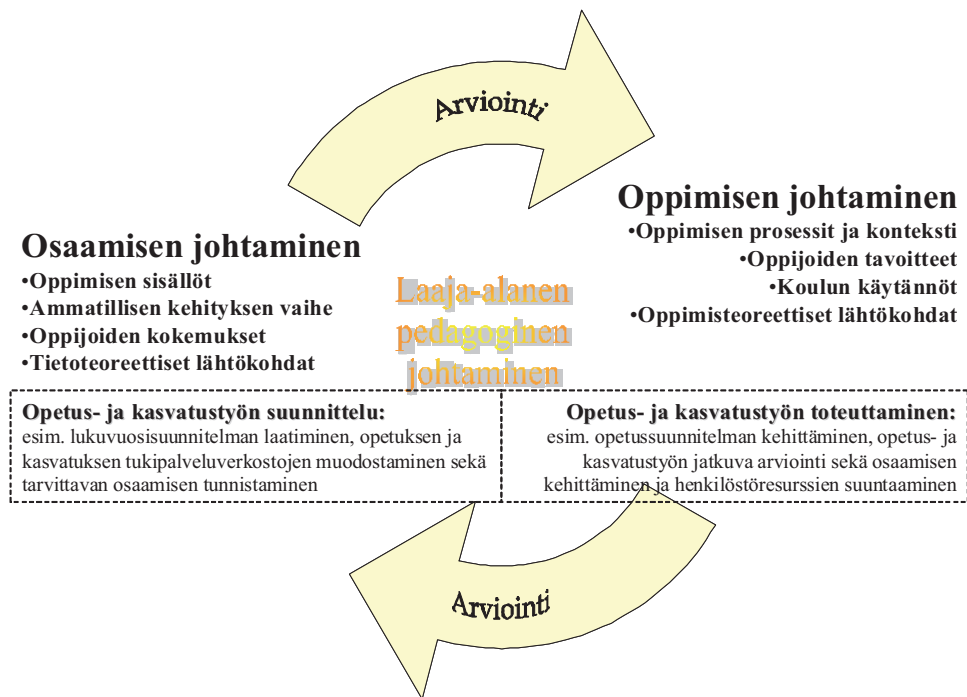 Arviointi
Osaamisen johtaminen
•Oppimisen sisällöt
•Ammatillisen kehityksen vaihe
•Oppijoiden kokemukset
•Tietoteoreettiset lähtökohdat
Laaja-alanen
pedagoginen
johtaminen
Oppimisen johtaminen
•Oppimisen prosessit ja konteksti
•Oppijoiden tavoitteet
•Koulun käytännöt
•Oppimisteoreettiset lähtökohdat
Opetus- ja kasvatustyön suunnittelu:
esim. lukuvuosisuunnitelman laatiminen, opetuksen ja
kasvatuksen tukipalveluverkostojen muodostaminen sekä
tarvittavan osaamisen tunnistaminen
Opetus- ja kasvatustyön toteuttaminen:
esim. opetussuunnitelman kehittäminen, opetus- ja
kasvatustyön jatkuva arviointi sekä osaamisen
kehittäminen ja henkilöstöresurssien suuntaaminen
Arviointi